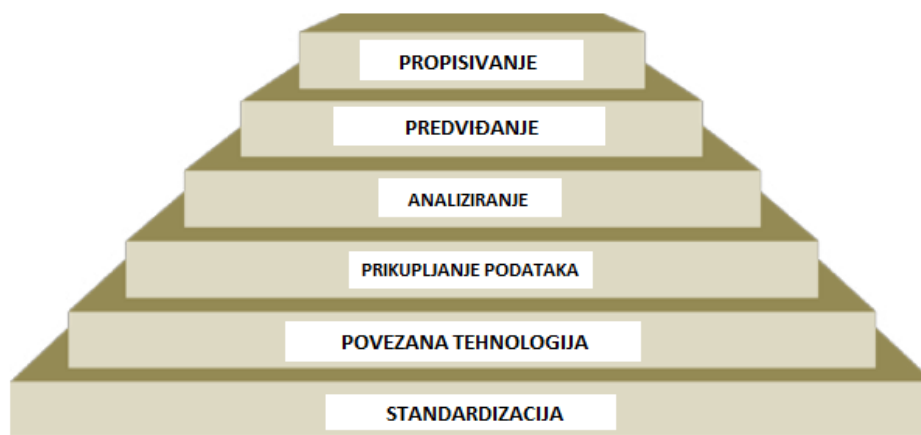 PROPISIVANJE
PREDVIĐANJE
ANALIZIRANJE
PRIKUPLJANJE PODATAKA
POVEZANA TEHNOLOGIJA
STANDARDIZACIJA